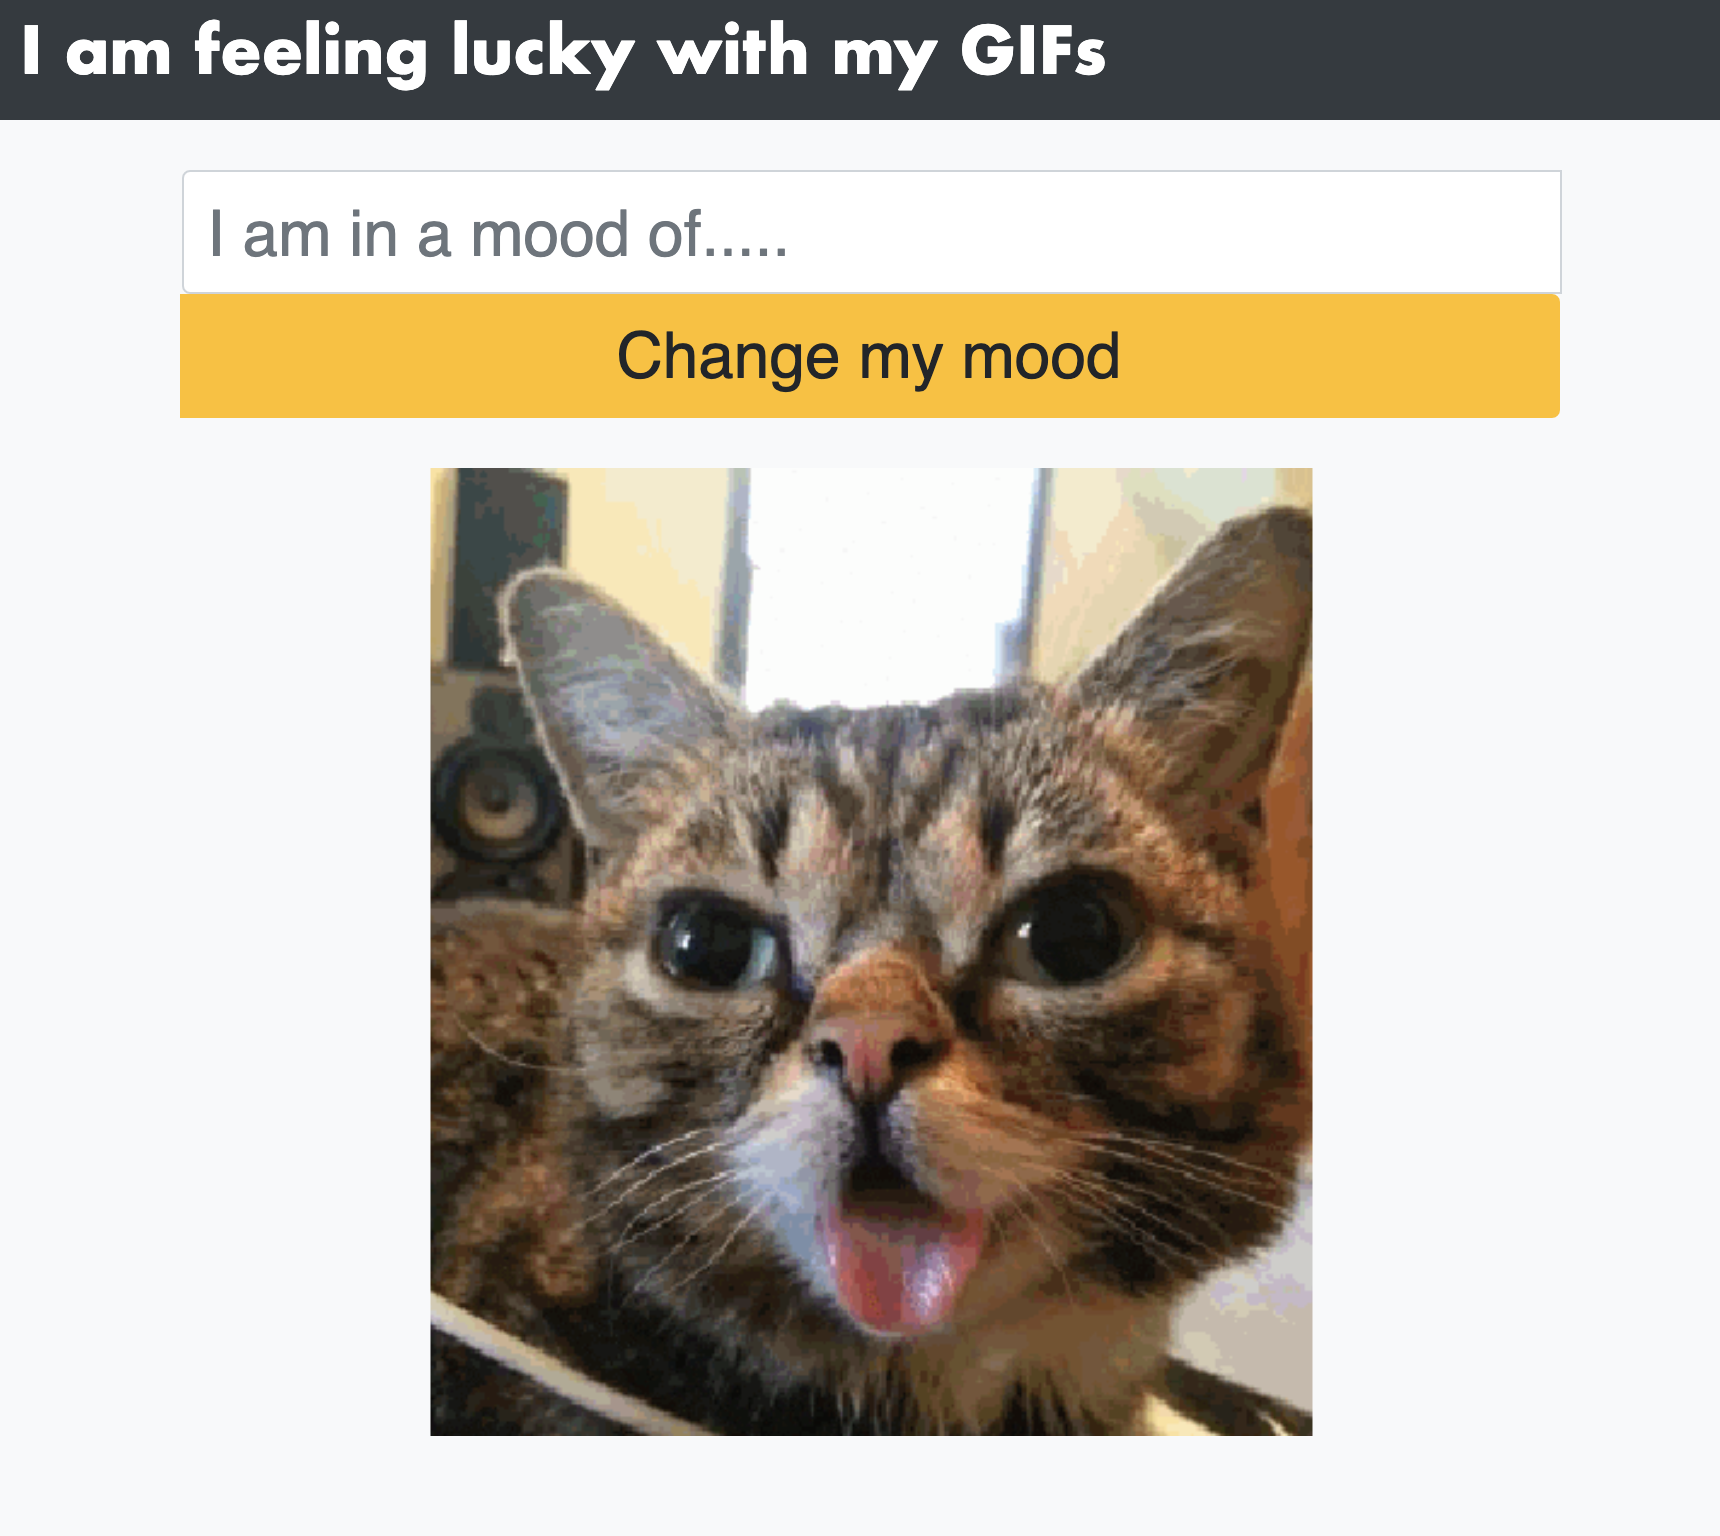 I am feeling lucky with my GIFs
I am in a mood of.....
Change my mood